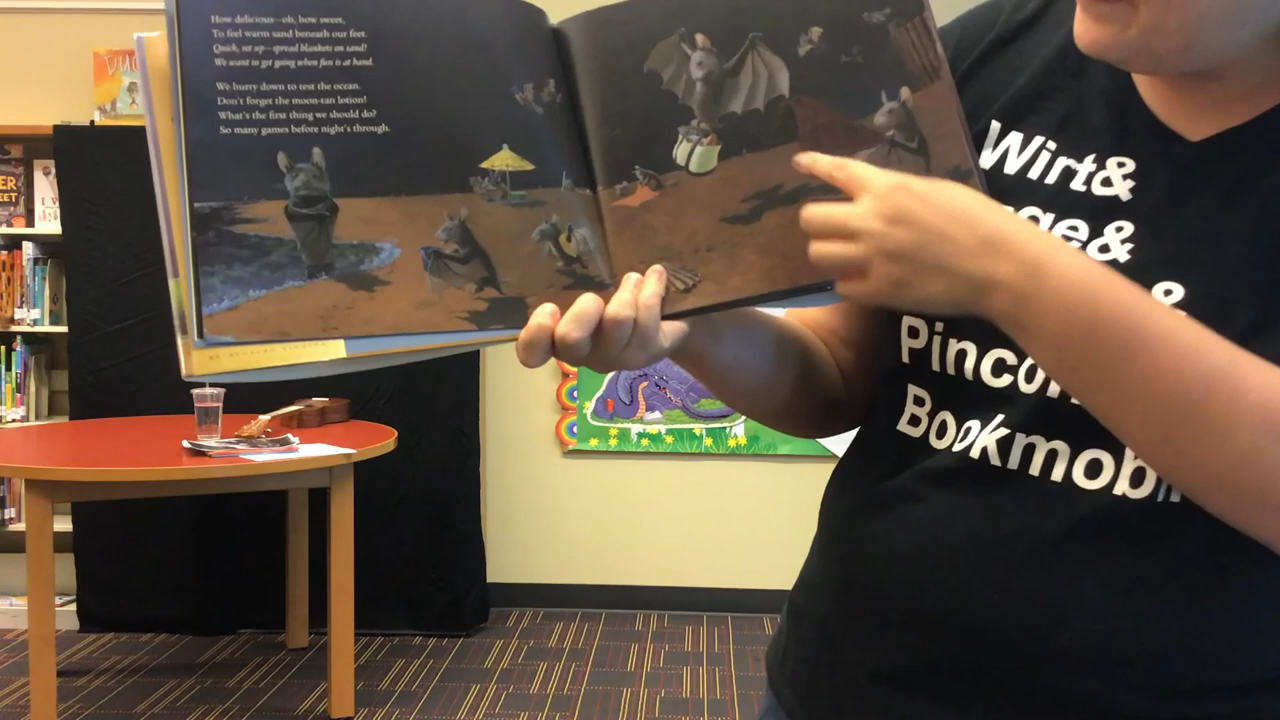 How delicious—oh, how sweet,
To feel warm sand beneath our feet.
Quick, set up—spread blankets on sand!
We want to get going when fun is at hand.
We hurry down to test the ocean.
Don't forget the moon-tan lotion!
What's the first thing we should do?
So many games before night's through.
Wirt&
&
&